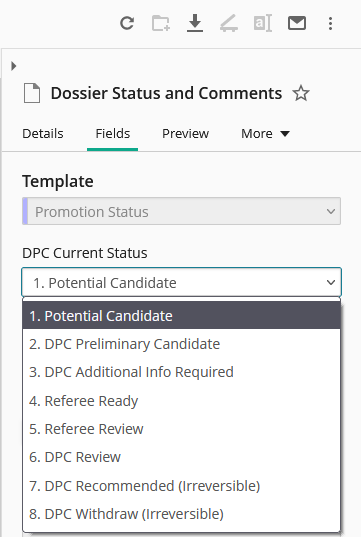 Dossier Status and Comments
Details Fields Preview More
Template
Promotion Status
DPC Current Status
1. Potential Candidate
1. Potential Candidate
2. DPC Preliminary Candidate
3. DPC Additional Info Required
4. Referee Ready
5. Referee Review
6. DPC Review
7. DPC Recommended (Irreversible)
8. DPC Withdraw (Irreversible)